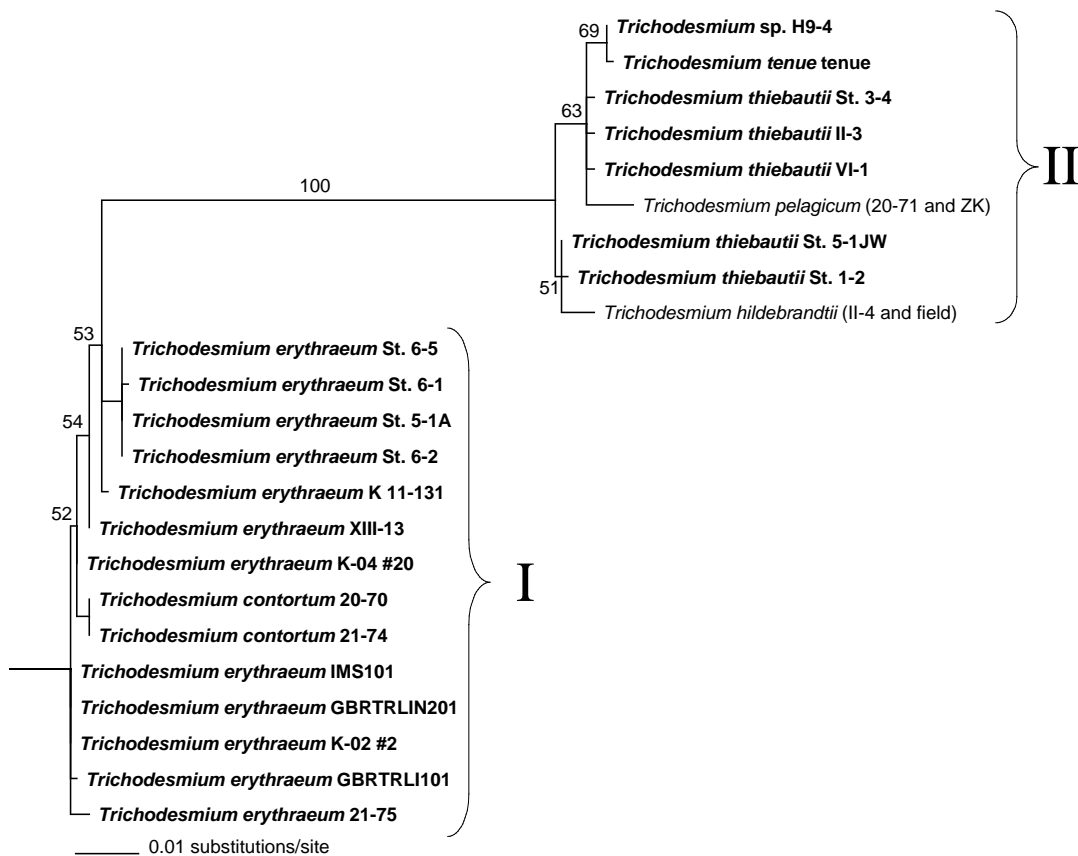 69
Trichodesmium sp. H9-4
Trichodesmium tenue tenue
Trichodesmium thiebautii St. 3-4
63
Trichodesmium thiebautii II-3
Trichodesmium thiebautii VI-1
II
100
Trichodesmium pelagicum (20-71 and ZK)
Trichodesmium thiebautii St. 5-1JW
Trichodesmium thiebautii St. 1-2
51
Trichodesmium hildebrandtii (II-4 and field)
53
Trichodesmium erythraeum St. 6-5
Trichodesmium erythraeum St. 6-1
54
Trichodesmium erythraeum St. 5-1A
Trichodesmium erythraeum St. 6-2
Trichodesmium erythraeum K 11-131
52
Trichodesmium erythraeum XIII-13
Trichodesmium erythraeum K-04 #20
I
Trichodesmium contortum 20-70
Trichodesmium contortum 21-74
Trichodesmium erythraeum IMS101
Trichodesmium erythraeum GBRTRLIN201
Trichodesmium erythraeum K-02 #2
Trichodesmium erythraeum GBRTRLI101
Trichodesmium erythraeum 21-75
0.01 substitutions/site